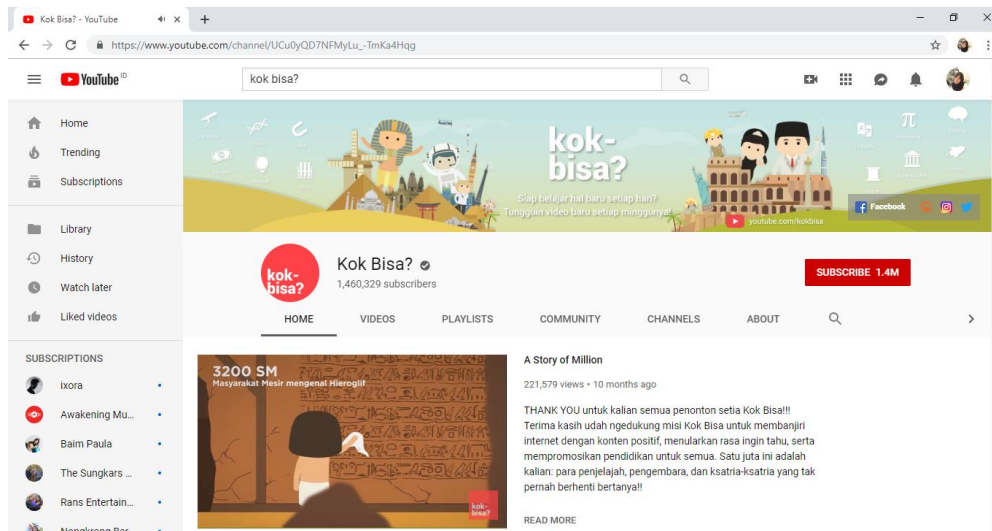 Kok Bisa? - YouTube
https://www.youtube.com/channel/UCu0yQD7NFMyLu_-TmKa4Hqg
YouTube ID
kok bisa?
Home
Trending
Subscriptions
Library
History
Watch later
Liked videos
SUBSCRIPTIONS
ixora
Awakening Mu...
Baim Paula
The Sungkars ...
Rans Entertain...
kok-
bisa?
Siap belajar hal baru setiap hari?
Tungguin video baru setiap minggunya!
youtube.com/kokbisa
Facebook
kok-
bisa?
Kok Bisa?
1,460,329 subscribers
SUBSCRIBE 1.4M
HOME
VIDEOS
PLAYLISTS
COMMUNITY
CHANNELS
ABOUT
3200 SM
Masyarakat Mesir mengenal Hieroglif
kok-
bisa?
A Story of Million
221,579 views • 10 months ago
THANK YOU untuk kalian semua penonton setia Kok Bisa!!!
Terima kasih udah ngedukung misi Kok Bisa untuk membanjiri
internet dengan konten positif, menularkan rasa ingin tahu, serta
mempromosikan pendidikan untuk semua. Satu juta ini adalah
kalian: para penjelajah, pengembara, dan ksatria-ksatria yang tak
pernah berhenti bertanya!!
READ MORE